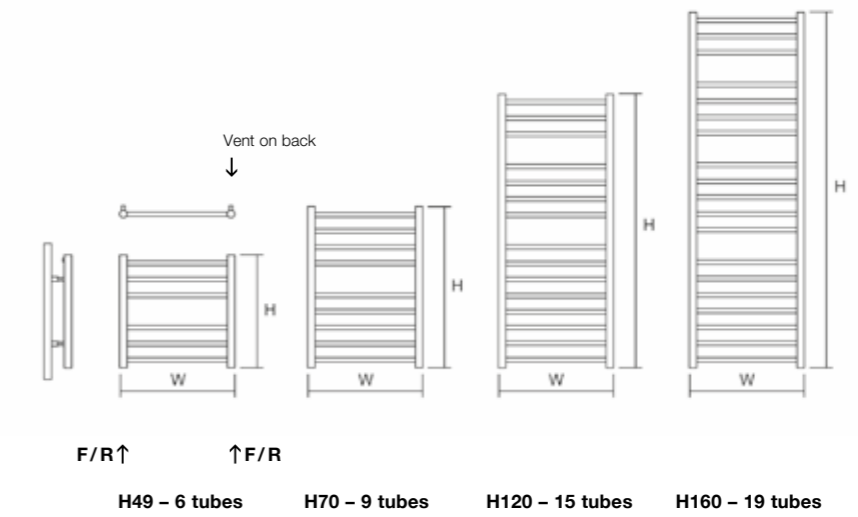 Vent on back
↓
H
H
H
H
W
W
W
W
F/R↑
↑F/R
H49 – 6 tubes
H70 – 9 tubes
H120 – 15 tubes
H160 – 19 tubes